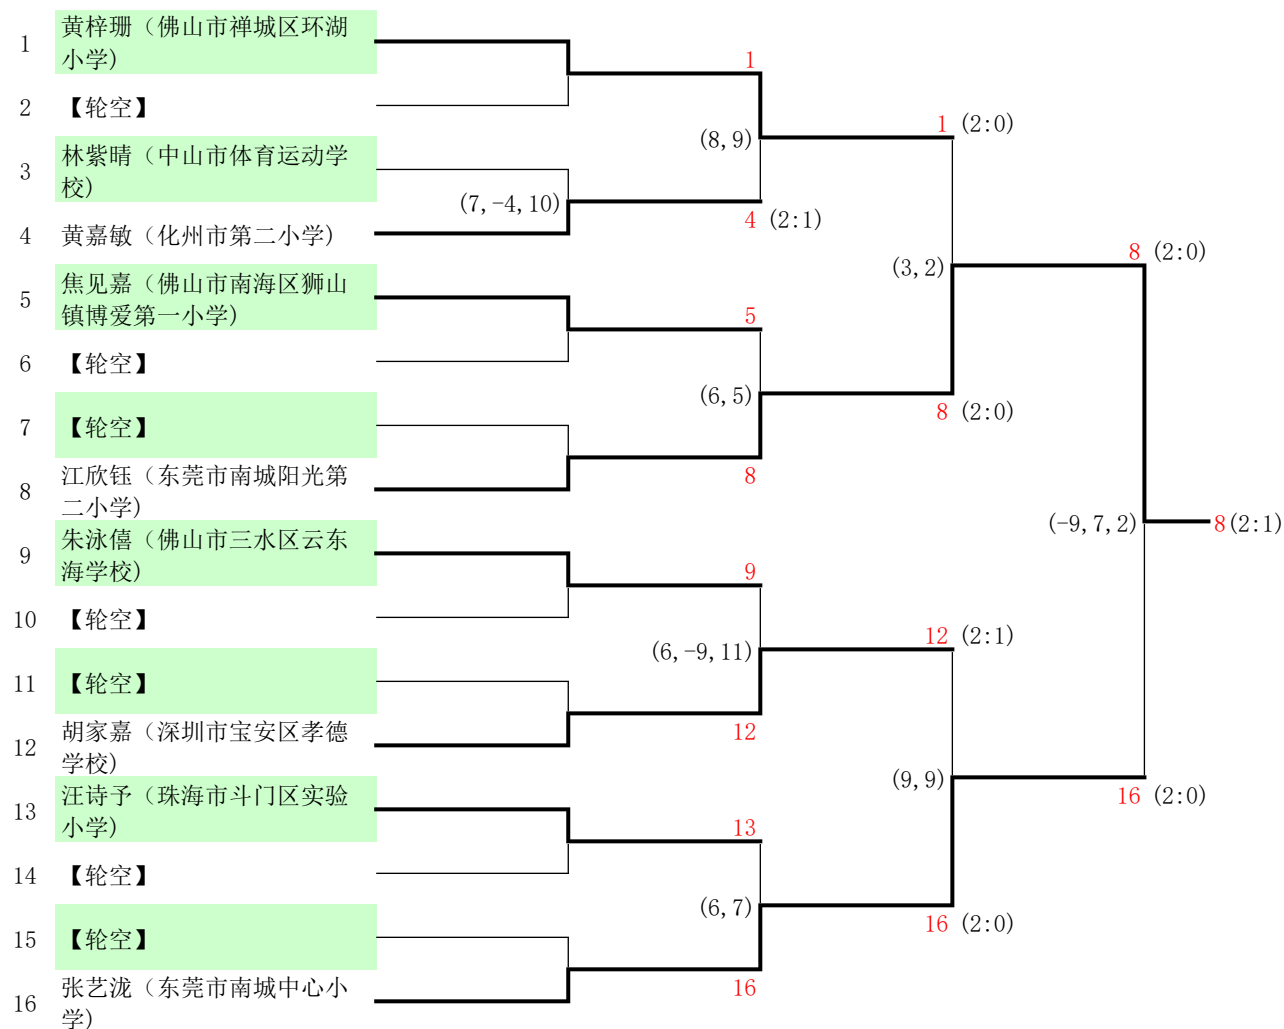 1
黄梓珊（佛山市禅城区环湖
小学)
2
【轮空】
3
林紫晴（中山市体育运动学
校)
4
黄嘉敏（化州市第二小学)
5
焦见嘉（佛山市南海区狮山
镇博爱第一小学)
6
【轮空】
7
【轮空】
8
江欣钰（东莞市南城阳光第
二小学)
9
朱泳僖（佛山市三水区云东
海学校)
10
【轮空】
11
【轮空】
12
胡家嘉（深圳市宝安区孝德
学校)
13
汪诗予（珠海市斗门区实验
小学)
14
【轮空】
15
【轮空】
16
张艺泷（东莞市南城中心小
学)
(7,-4,10)
1
(8,9)
4 (2:1)
5
(6,5)
8
9
(6,-9,11)
12
13
(6,7)
16
1 (2:0)
(3,2)
8 (2:0)
12 (2:1)
(9,9)
16 (2:0)
8 (2:0)
(-9,7,2)
16 (2:0)
8(2:1)